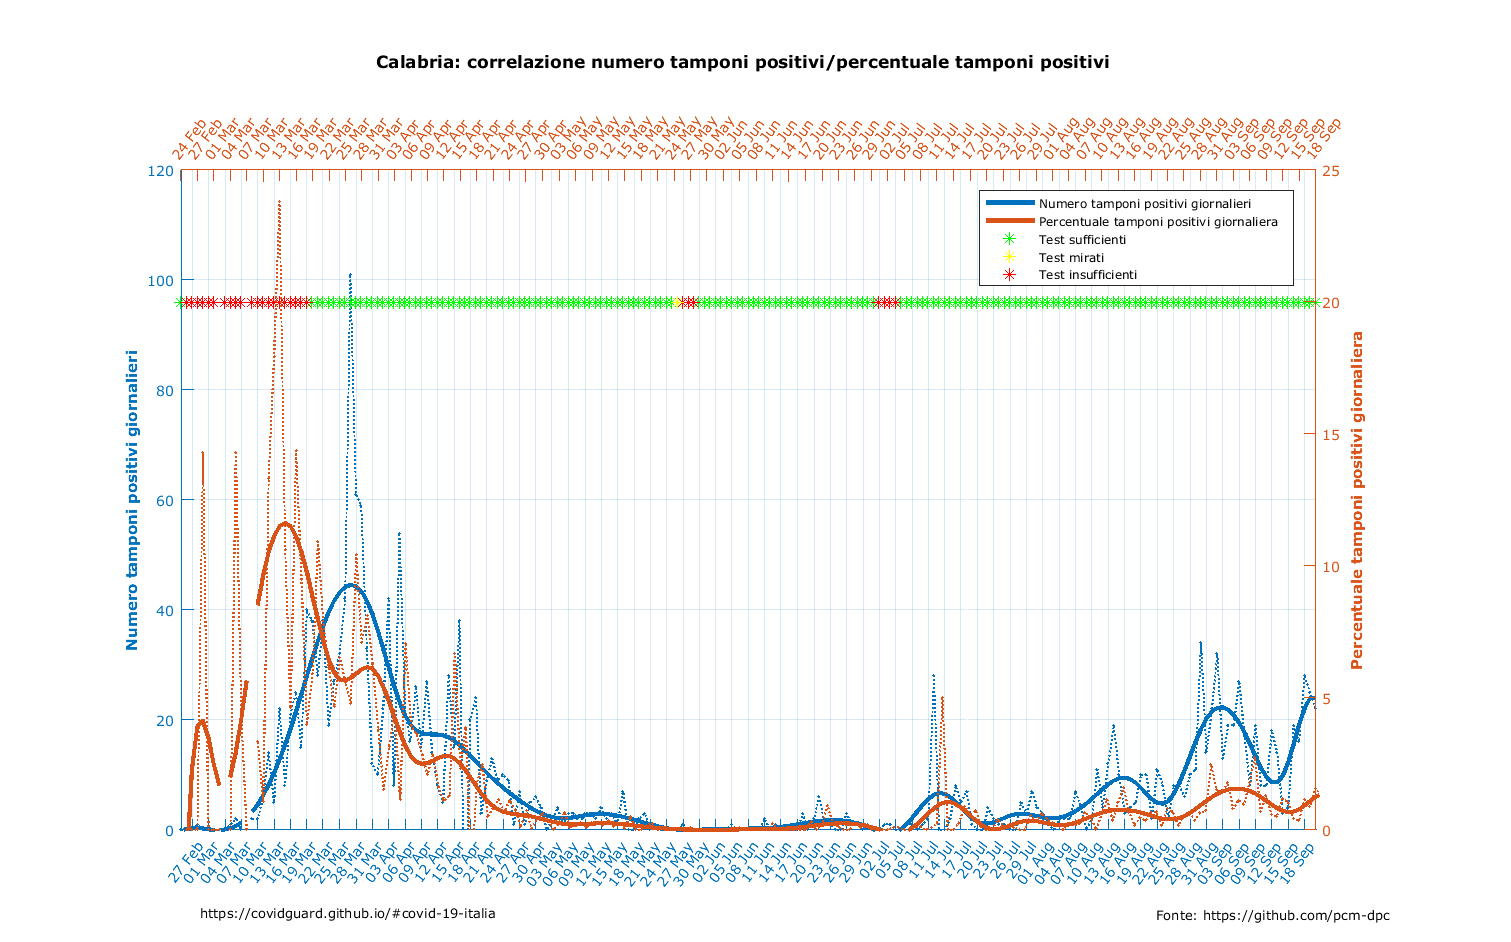 Calabria: correlazione numero tamponi positivi/percentuale tamponi positivi
24 Feb 27 Feb 01 Mar 04 Mar 07 Mar 10 Mar 13 Mar 16 Mar 19 Mar 22 Mar 25 Mar 28 Mar 31 Mar 03 Apr 06 Apr 09 Apr 12 Apr 15 Apr 18 Apr 21 Apr 24 Apr 27 Apr 30 Apr 03 May 06 May 09 May 12 May 15 May 18 May 21 May 24 May 27 May 30 May 02 Jun 05 Jun 08 Jun 11 Jun 14 Jun 17 Jun 20 Jun 23 Jun 26 Jun 29 Jun 02 Jul 05 Jul 08 Jul 11 Jul 14 Jul 17 Jul 20 Jul 23 Jul 26 Jul 29 Jul 01 Aug 04 Aug 07 Aug 10 Aug 13 Aug 16 Aug 19 Aug 22 Aug 25 Aug 28 Aug 31 Aug 03 Sep 06 Sep 09 Sep 12 Sep 15 Sep 18 Sep
120
100
80
60
40
20
0
Numero tamponi positivi giornalieri
25
20
15
10
5
0
Percentuale tamponi positivi giornaliera
Numero tamponi positivi giornalieri
Percentuale tamponi positivi giornaliera
Test sufficienti
Test mirati
Test insufficienti
27 Feb 01 Mar 04 Mar 07 Mar 10 Mar 13 Mar 16 Mar 19 Mar 22 Mar 25 Mar 28 Mar 31 Mar 03 Apr 09 Apr 12 Apr 15 Apr 18 Apr 21 Apr 24 Apr 27 Apr 30 Apr 03 May 06 May 09 May 12 May 15 May 18 May 21 May 24 May 27 May 30 May 02 Jun 05 Jun 08 Jun 11 Jun 14 Jun 17 Jun 20 Jun 23 Jun 26 Jun 29 Jun 02 Jul 05 Jul 08 Jul 11 Jul 14 Jul 17 Jul 20 Jul 23 Jul 26 Jul 29 Jul 01 Aug 04 Aug 07 Aug 10 Aug 13 Aug 16 Aug 19 Aug 22 Aug 25 Aug 28 Aug 31 Aug 03 Sep 06 Sep 09 Sep 12 Sep 15 Sep 18 Sep
https://covidguard.github.io/#covid-19-italia
Fonte: https://github.com/pcm-dpc